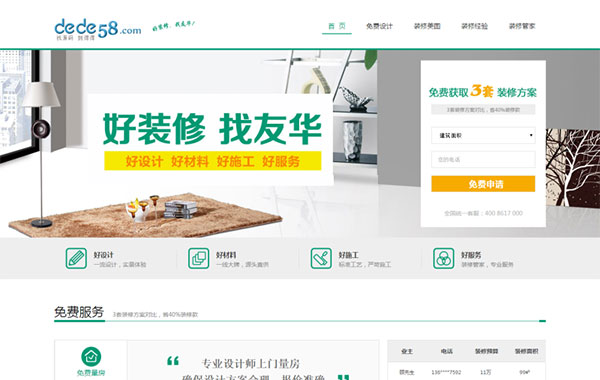 dede58.com
找素码 就得得
好装修, 找友华!
首 页 免费设计 装修美图 装修经验 装修管家
好装修 找友华
好设计 好材料 好施工 好服务
免费获取3套装修方案
3套装修方案对比，省40%装修款
建筑面积
您的电话
免费申请
全国统一客服：400 8617 000
好设计
一流设计，实景体验
好材料
一线大牌，源头直供
好施工
标准工艺，严苛施工
好服务
装修管家，专业服务
免费服务 3套装修方案对比，省40%装修款
免费量房
“ 专业设计师上门量房 ”
确保设计方案合理，报价准确
业主 电话 装修预算 面积
顾先生 136****7592 11万 99㎡